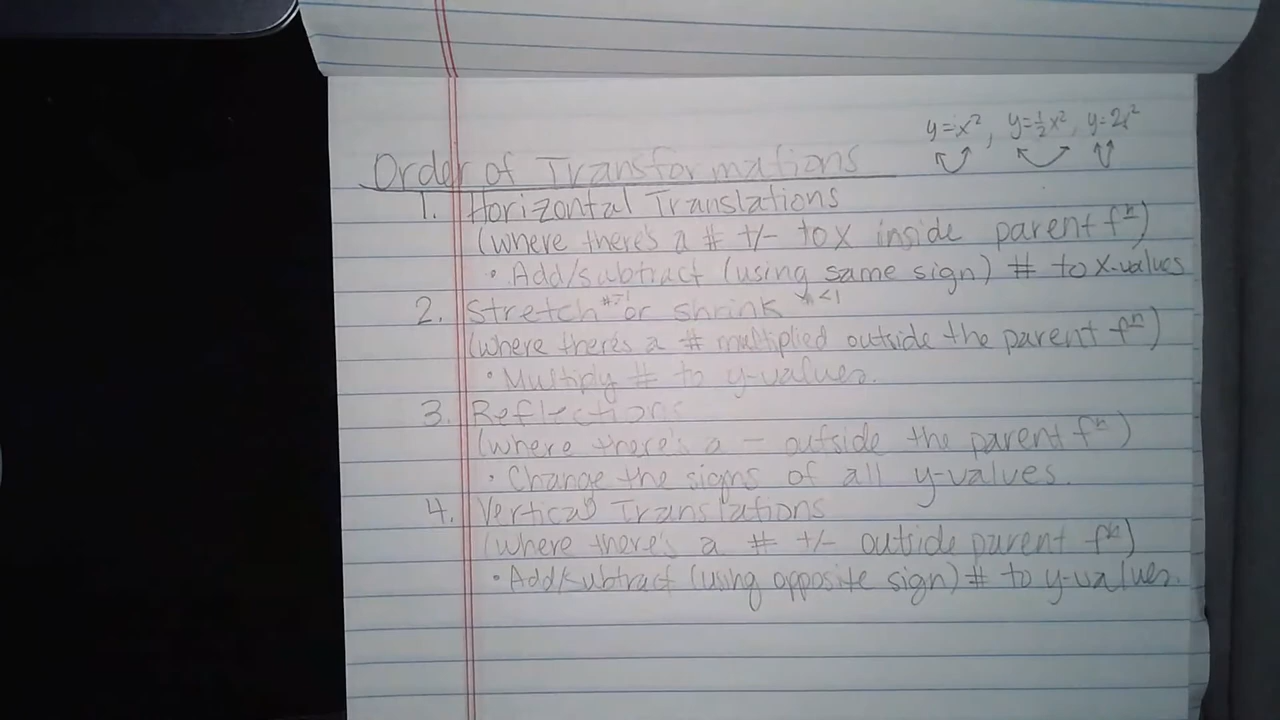 y=x², y=½x², y=2x²
Order of Transformations
1. Horizontal Translations
(where there's a # +/- to x inside parent fⁿ)
• Add/subtract (using same sign) # to x-values
2. Stretch #>1 or shrink #<1
(where there's a # multiplied outside the parent fⁿ)
• Multiply # to y-values.
3. Reflections
(where there's a - outside the parent fⁿ)
• Change the signs of all y-values.
4. Vertical Translations
(where there's a # +/- outside parent fⁿ)
• Add/subtract (using opposite sign) # to y-values.